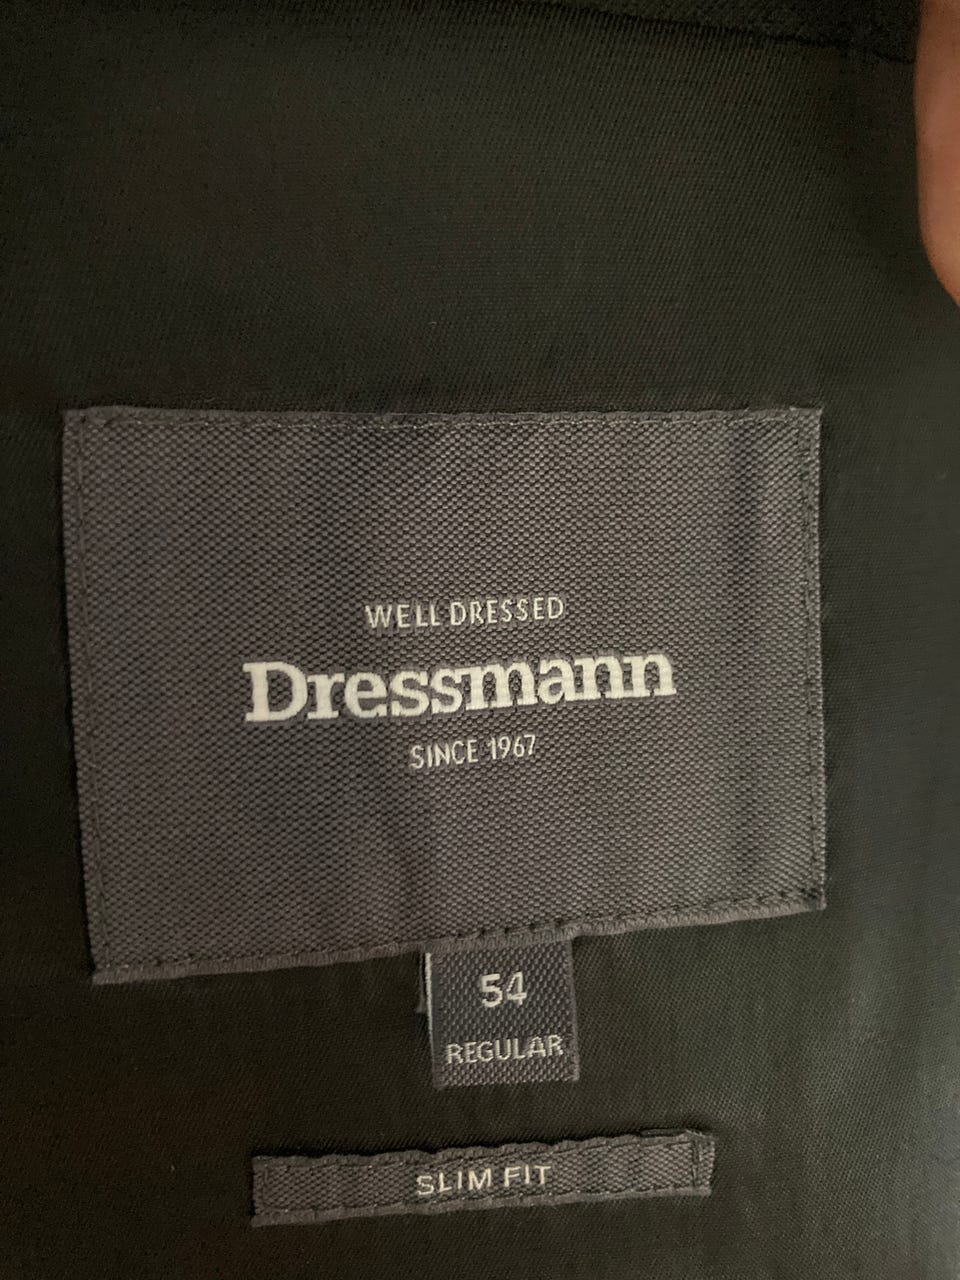 WELL DRESSED
Dressmann
SINCE 1967
54
REGULAR
SLIM FIT